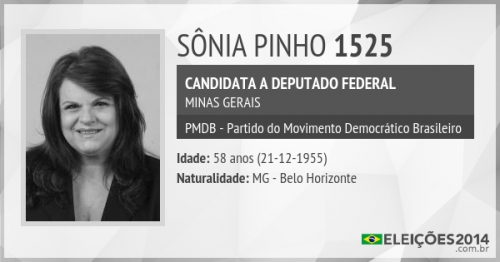 SÔNIA PINHO 1525
CANDIDATA A DEPUTADO FEDERAL
MINAS GERAIS
PMDB - Partido do Movimento Democrático Brasileiro
Idade: 58 anos (21-12-1955)
Naturalidade: MG - Belo Horizonte
ELEIÇÕES2014
.com.br